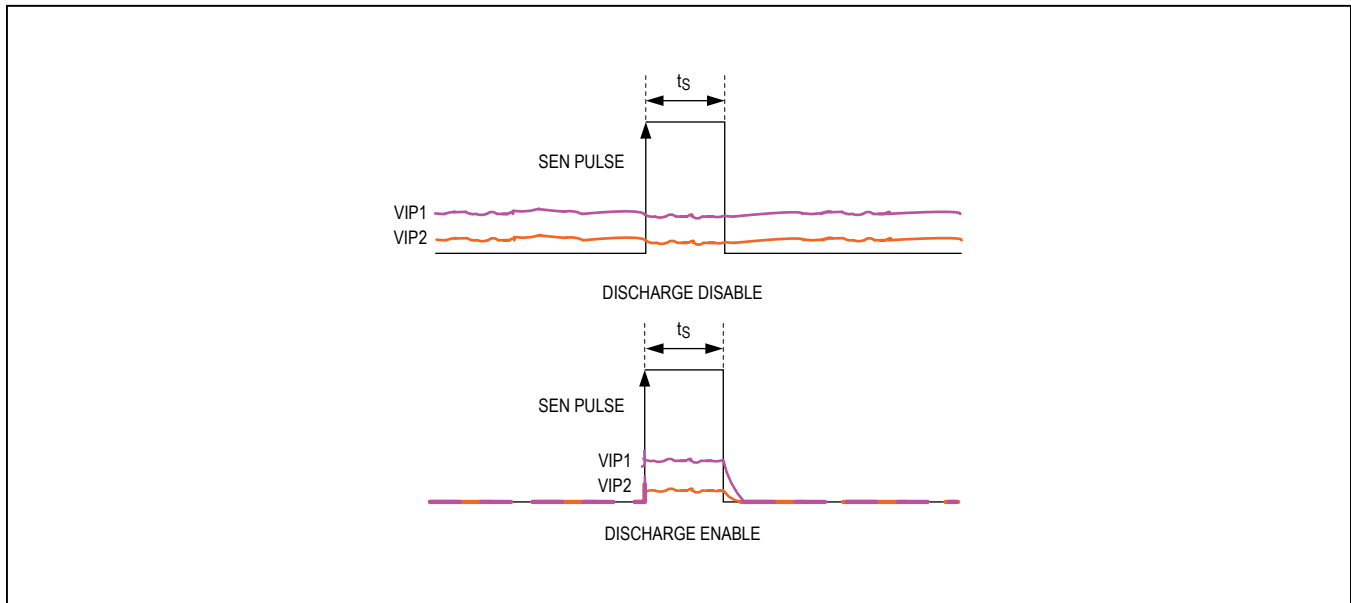 tS
SEN PULSE
VIP1
VIP2
DISCHARGE DISABLE
tS
SEN PULSE
VIP1
VIP2
DISCHARGE ENABLE